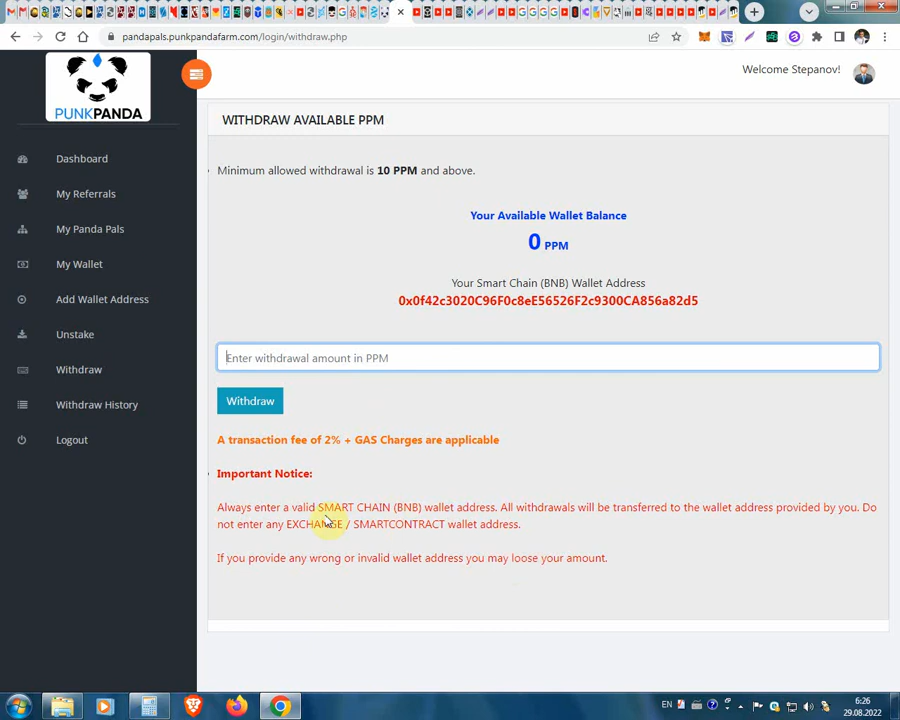 pandapals.punkpandafarm.com/login/withdraw.php
PUNKPANDA
Welcome Stepanov!
Dashboard
My Referrals
My Panda Pals
My Wallet
Add Wallet Address
Unstake
Withdraw
Withdraw History
Logout
WITHDRAW AVAILABLE PPM
Minimum allowed withdrawal is 10 PPM and above.
Your Available Wallet Balance
0 PPM
Your Smart Chain (BNB) Wallet Address
0x0f42c3020C96F0c8eE56526F2c9300CA856a82d5
Enter withdrawal amount in PPM
Withdraw
A transaction fee of 2% + GAS Charges are applicable
Important Notice:
Always enter a valid SMART CHAIN (BNB) wallet address. All withdrawals will be transferred to the wallet address provided by you. Do
not enter any EXCHANGE / SMARTCONTRACT wallet address.
If you provide any wrong or invalid wallet address you may loose your amount.
EN
6:26
29.08.2022